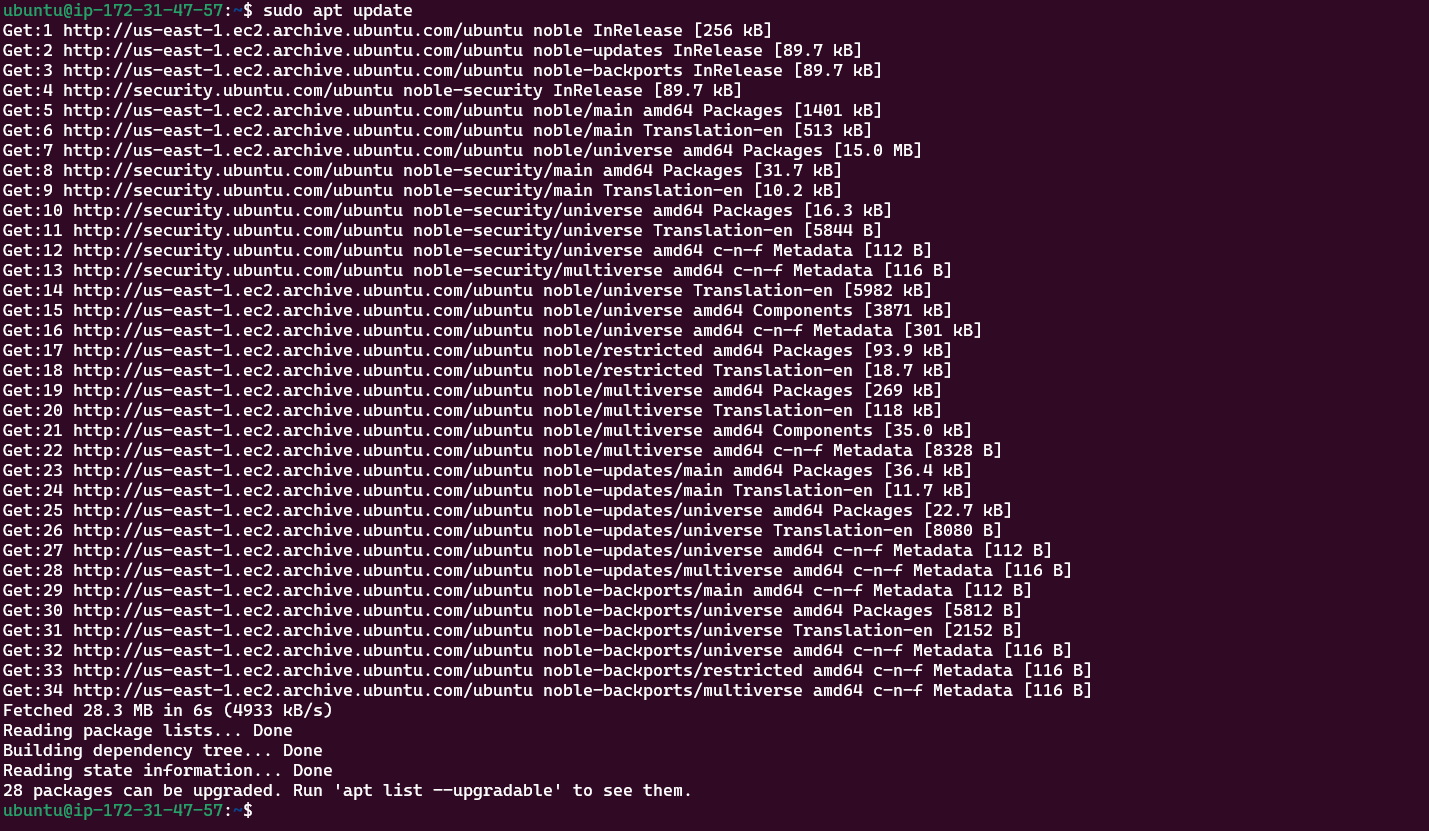 ubuntu@ip-172-31-47-57:~$ sudo apt update
Get:1 http://us-east-1.ec2.archive.ubuntu.com/ubuntu noble InRelease [256 kB]
Get:2 http://us-east-1.ec2.archive.ubuntu.com/ubuntu noble-updates InRelease [89.7 kB]
Get:3 http://us-east-1.ec2.archive.ubuntu.com/ubuntu noble-backports InRelease [89.7 kB]
Get:4 http://security.ubuntu.com/ubuntu noble-security InRelease [89.7 kB]
Get:5 http://us-east-1.ec2.archive.ubuntu.com/ubuntu noble/main amd64 Packages [1401 kB]
Get:6 http://us-east-1.ec2.archive.ubuntu.com/ubuntu noble/main Translation-en [513 kB]
Get:7 http://us-east-1.ec2.archive.ubuntu.com/ubuntu noble/universe amd64 Packages [15.0 MB]
Get:8 http://security.ubuntu.com/ubuntu noble-security/main amd64 Packages [31.7 kB]
Get:9 http://security.ubuntu.com/ubuntu noble-security/main Translation-en [10.2 kB]
Get:10 http://security.ubuntu.com/ubuntu noble-security/universe amd64 Packages [16.3 kB]
Get:11 http://security.ubuntu.com/ubuntu noble-security/universe Translation-en [5844 B]
Get:12 http://security.ubuntu.com/ubuntu noble-security/universe amd64 c-n-f Metadata [112 B]
Get:13 http://security.ubuntu.com/ubuntu noble-security/multiverse amd64 c-n-f Metadata [116 B]
Get:14 http://us-east-1.ec2.archive.ubuntu.com/ubuntu noble/universe Translation-en [5982 kB]
Get:15 http://us-east-1.ec2.archive.ubuntu.com/ubuntu noble/universe amd64 Components [3871 kB]
Get:16 http://us-east-1.ec2.archive.ubuntu.com/ubuntu noble/universe amd64 c-n-f Metadata [301 kB]
Get:17 http://us-east-1.ec2.archive.ubuntu.com/ubuntu noble/restricted amd64 Packages [93.9 kB]
Get:18 http://us-east-1.ec2.archive.ubuntu.com/ubuntu noble/restricted Translation-en [18.7 kB]
Get:19 http://us-east-1.ec2.archive.ubuntu.com/ubuntu noble/multiverse amd64 Packages [269 kB]
Get:20 http://us-east-1.ec2.archive.ubuntu.com/ubuntu noble/multiverse Translation-en [118 kB]
Get:21 http://us-east-1.ec2.archive.ubuntu.com/ubuntu noble/multiverse amd64 Components [35.0 kB]
Get:22 http://us-east-1.ec2.archive.ubuntu.com/ubuntu noble/multiverse amd64 c-n-f Metadata [8328 B]
Get:23 http://us-east-1.ec2.archive.ubuntu.com/ubuntu noble-updates/main amd64 Packages [36.4 kB]
Get:24 http://us-east-1.ec2.archive.ubuntu.com/ubuntu noble-updates/main Translation-en [11.7 kB]
Get:25 http://us-east-1.ec2.archive.ubuntu.com/ubuntu noble-updates/universe amd64 Packages [22.7 kB]
Get:26 http://us-east-1.ec2.archive.ubuntu.com/ubuntu noble-updates/universe Translation-en [8080 B]
Get:27 http://us-east-1.ec2.archive.ubuntu.com/ubuntu noble-updates/universe amd64 c-n-f Metadata [112 B]
Get:28 http://us-east-1.ec2.archive.ubuntu.com/ubuntu noble-updates/multiverse amd64 c-n-f Metadata [116 B]
Get:29 http://us-east-1.ec2.archive.ubuntu.com/ubuntu noble-backports/main amd64 c-n-f Metadata [112 B]
Get:30 http://us-east-1.ec2.archive.ubuntu.com/ubuntu noble-backports/universe amd64 Packages [5812 B]
Get:31 http://us-east-1.ec2.archive.ubuntu.com/ubuntu noble-backports/universe Translation-en [2152 B]
Get:32 http://us-east-1.ec2.archive.ubuntu.com/ubuntu noble-backports/universe amd64 c-n-f Metadata [116 B]
Get:33 http://us-east-1.ec2.archive.ubuntu.com/ubuntu noble-backports/restricted amd64 c-n-f Metadata [116 B]
Get:34 http://us-east-1.ec2.archive.ubuntu.com/ubuntu noble-backports/multiverse amd64 c-n-f Metadata [116 B]
Fetched 28.3 MB in 6s (4933 kB/s)
Reading package lists... Done
Building dependency tree... Done
Reading state information... Done
28 packages can be upgraded. Run 'apt list --upgradable' to see them.
ubuntu@ip-172-31-47-57:~$